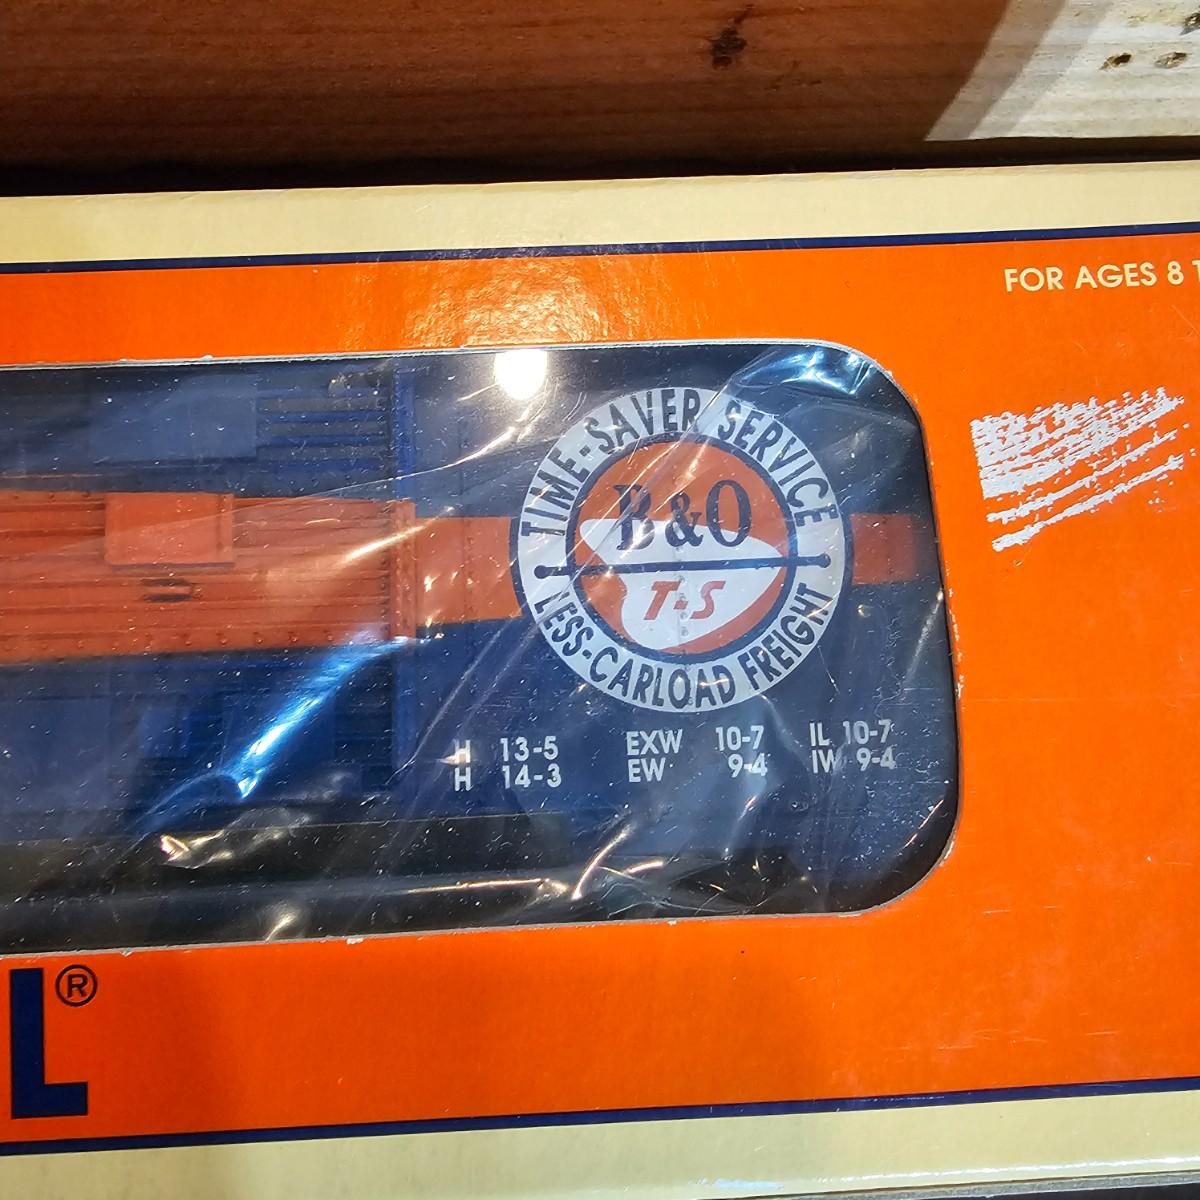 FOR AGES 8 T
TIME-SAVER SERVICE
B&O
T-S
LESS-CARLOAD FREIGHT
H 13-5 EXW 10-7 IL 10-7
H 14-3 EW 9-4 IW 9-4
L®